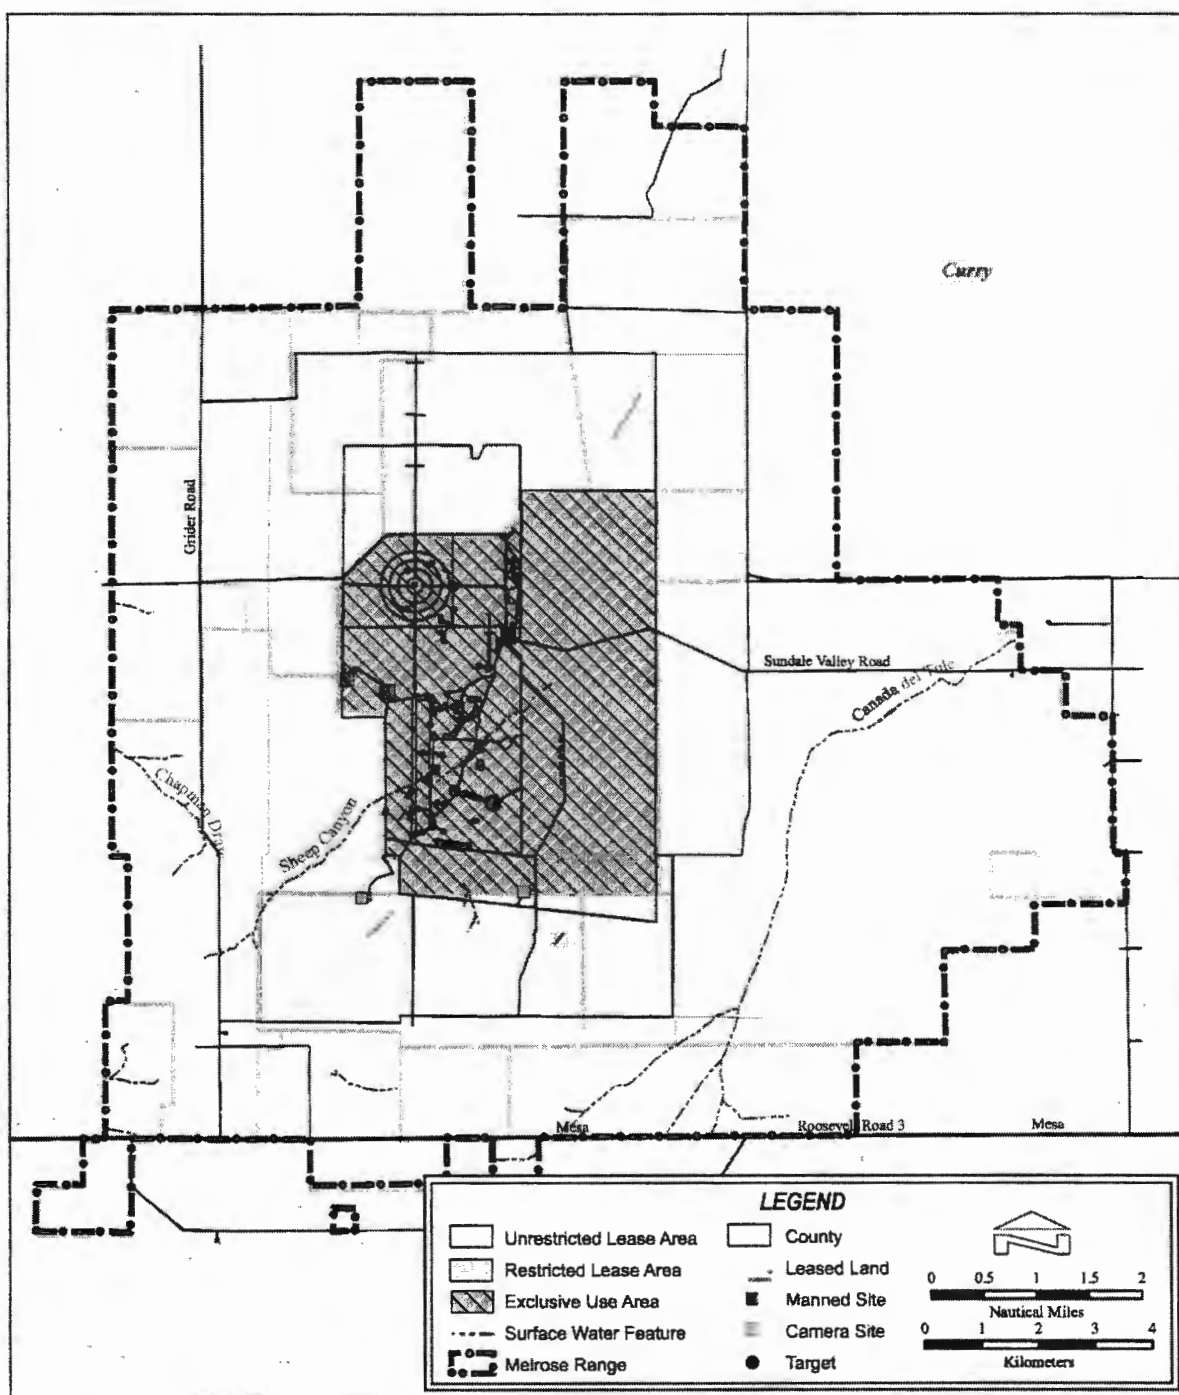 Curry
Grider Road
Sundale Valley Road
Canada del Tule
Chapman Draw
Sheep Canyon
Mesa
Roosevelt Road 3
Mesa
LEGEND
Unrestricted Lease Area
County
Restricted Lease Area
Leased Land
Exclusive Use Area
Manned Site
Surface Water Feature
Camera Site
Melrose Range
Target
N
0 0.5 1 1.5 2
Nautical Miles
0 1 2 3 4
Kilometers